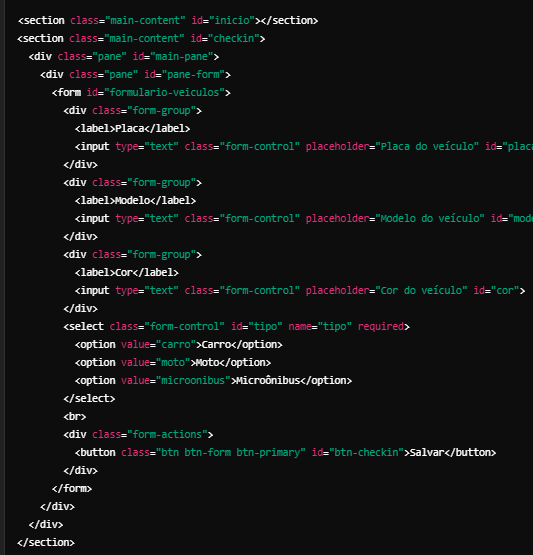 <section class="main-content" id="inicio"></section>
<section class="main-content" id="checkin">
<div class="pane" id="main-pane">
<div class="pane" id="pane-form">
<form id="formulario-veiculos">
<div class="form-group">
<label>Placa</label>
<input type="text" class="form-control" placeholder="Placa do veículo" id="placa
</div>
<div class="form-group">
<label>Modelo</label>
<input type="text" class="form-control" placeholder="Modelo do veículo" id="mode
</div>
<div class="form-group">
<label>Cor</label>
<input type="text" class="form-control" placeholder="Cor do veículo" id="cor">
</div>
<select class="form-control" id="tipo" name="tipo" required>
<option value="carro">Carro</option>
<option value="moto">Moto</option>
<option value="microonibus">Microônibus</option>
</select>
<br>
<div class="form-actions">
<button class="btn btn-form btn-primary" id="btn-checkin">Salvar</button>
</div>
</form>
</div>
</div>
</section>